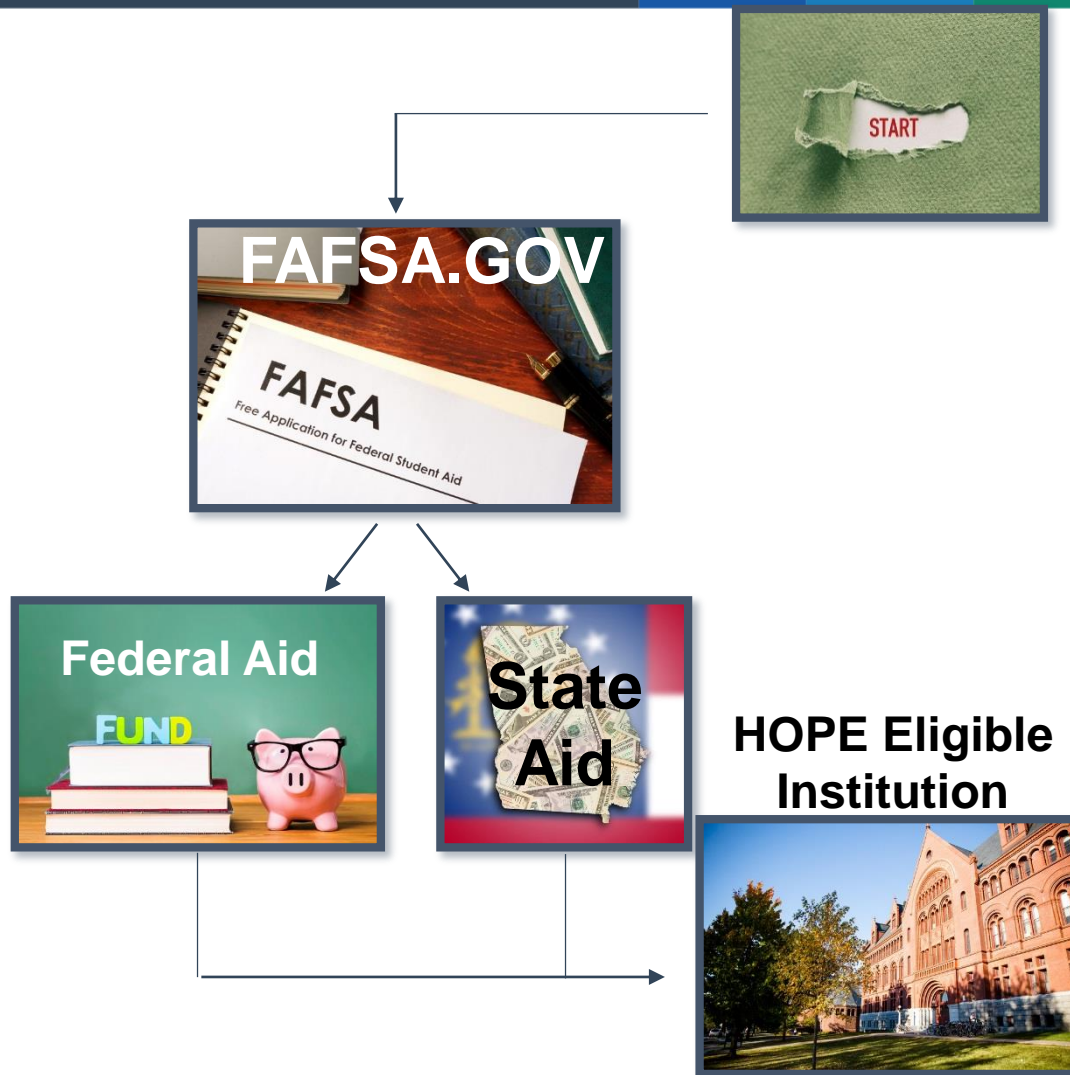 START
FAFSA.GOV
FAFSA
Free Application for Federal Student Aid
Federal Aid
FUND
State
Aid
HOPE Eligible
Institution